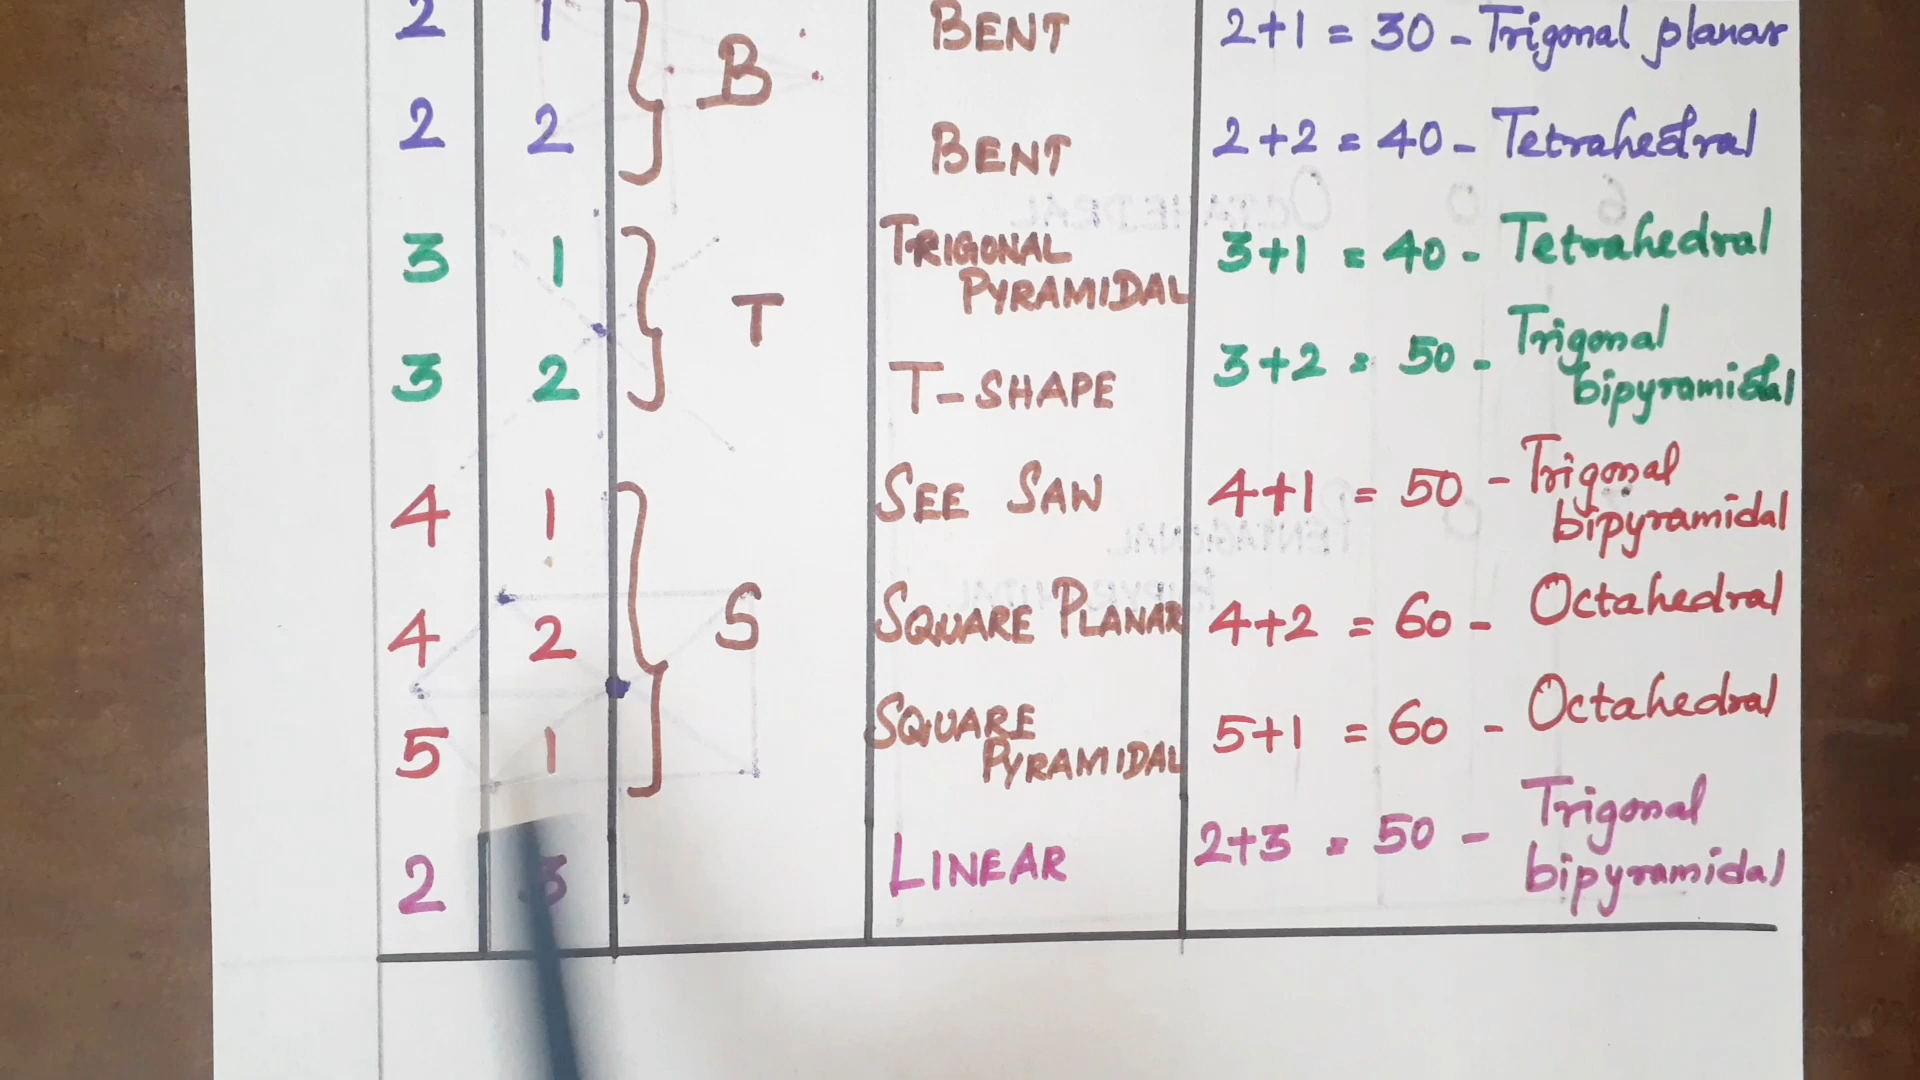 2 1 BENT 2+1 = 30 - Trigonal planar
B
2 2 BENT 2+2 = 40 - Tetrahedral
3 1 TRIGONAL PYRAMIDAL 3+1 = 40 - Tetrahedral
T
3 2 T-SHAPE 3+2 = 50 - Trigonal bipyramidal
4 1 SEE SAW 4+1 = 50 - Trigonal bipyramidal
S
4 2 SQUARE PLANAR 4+2 = 60 - Octahedral
5 1 SQUARE PYRAMIDAL 5+1 = 60 - Octahedral
2 3 LINEAR 2+3 = 50 - Trigonal bipyramidal